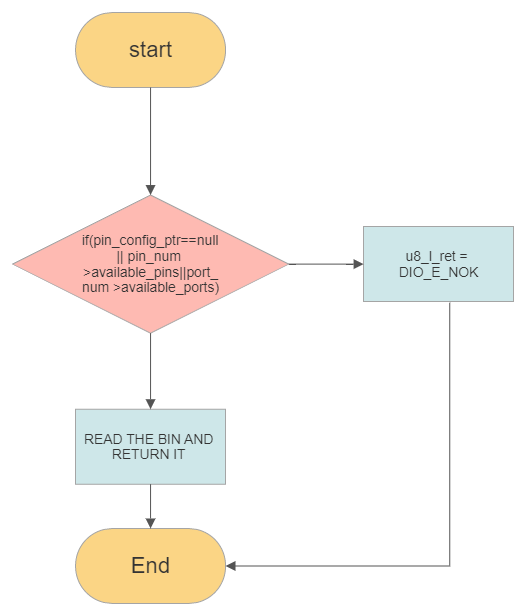 start
if(pin_config_ptr==null
|| pin_num
>available_pins||port_
num >available_ports)
u8_l_ret =
DIO_E_NOK
READ THE BIN AND
RETURN IT
End